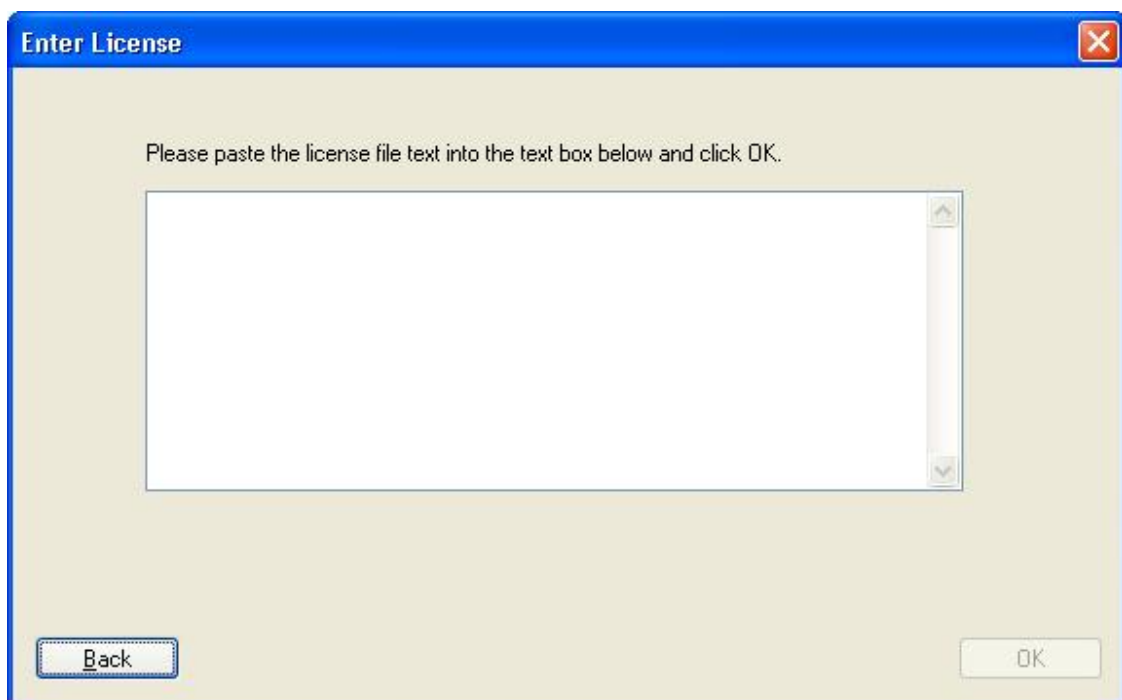 Enter License
Please paste the license file text into the text box below and click OK.
Back
OK